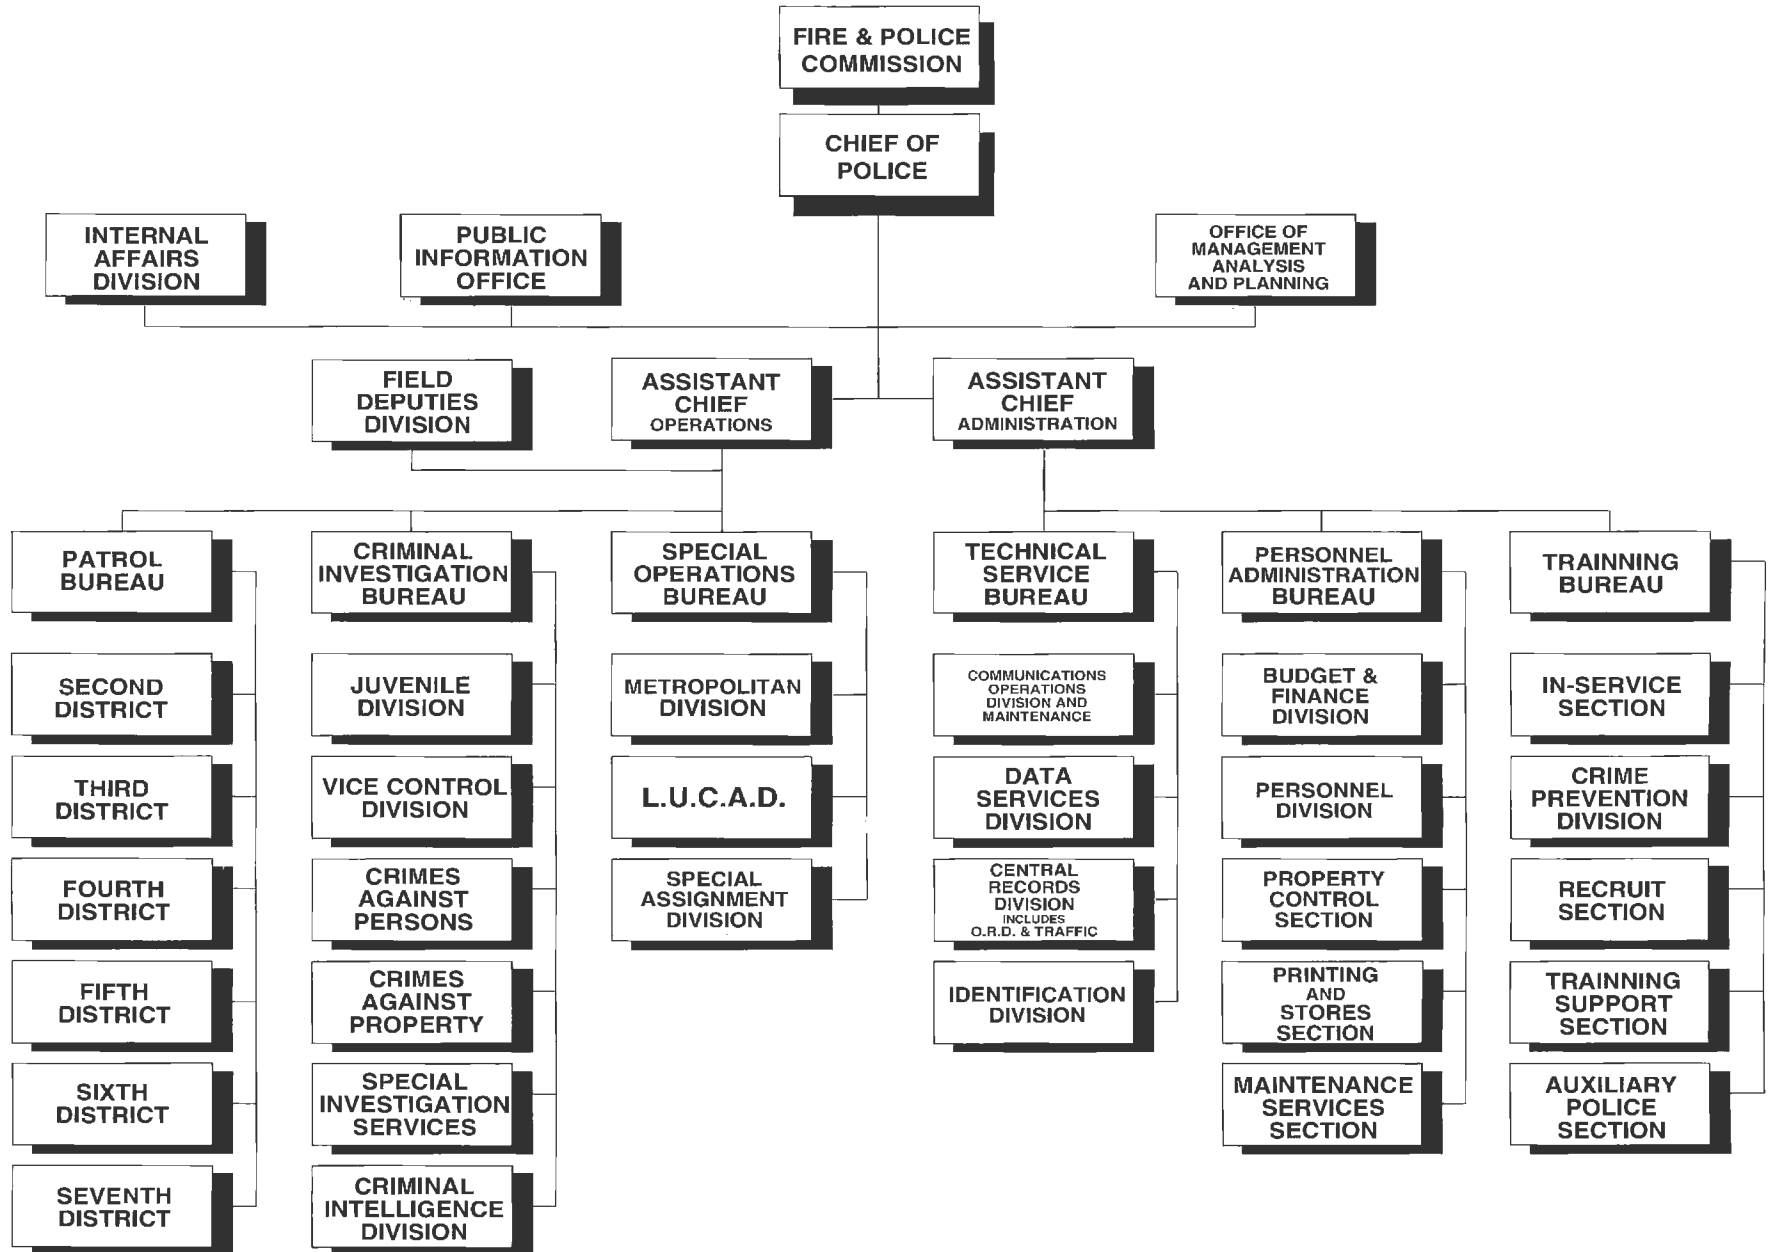 FIRE & POLICE
COMMISSION
CHIEF OF
POLICE
INTERNAL
AFFAIRS
DIVISION
PUBLIC
INFORMATION
OFFICE
OFFICE OF
MANAGEMENT
ANALYSIS
AND PLANNING
FIELD
DEPUTIES
DIVISION
ASSISTANT
CHIEF
OPERATIONS
ASSISTANT
CHIEF
ADMINISTRATION
PATROL
BUREAU
SECOND
DISTRICT
THIRD
DISTRICT
FOURTH
DISTRICT
FIFTH
DISTRICT
SIXTH
DISTRICT
SEVENTH
DISTRICT
CRIMINAL
INVESTIGATION
BUREAU
JUVENILE
DIVISION
VICE CONTROL
DIVISION
CRIMES
AGAINST
PERSONS
CRIMES
AGAINST
PROPERTY
SPECIAL
INVESTIGATION
SERVICES
CRIMINAL
INTELLIGENCE
DIVISION
SPECIAL
OPERATIONS
BUREAU
METROPOLITAN
DIVISION
L.U.C.A.D.
SPECIAL
ASSIGNMENT
DIVISION
TECHNICAL
SERVICE
BUREAU
COMMUNICATIONS
OPERATIONS
DIVISION AND
MAINTENANCE
DATA
SERVICES
DIVISION
CENTRAL
RECORDS
DIVISION
INCLUDES
O.R.D. & TRAFFIC
IDENTIFICATION
DIVISION
PERSONNEL
ADMINISTRATION
BUREAU
BUDGET &
FINANCE
DIVISION
PERSONNEL
DIVISION
PROPERTY
CONTROL
SECTION
PRINTING
AND
STORES
SECTION
MAINTENANCE
SERVICES
SECTION
TRAINNING
BUREAU
IN-SERVICE
SECTION
CRIME
PREVENTION
DIVISION
RECRUIT
SECTION
TRAINNING
SUPPORT
SECTION
AUXILIARY
POLICE
SECTION